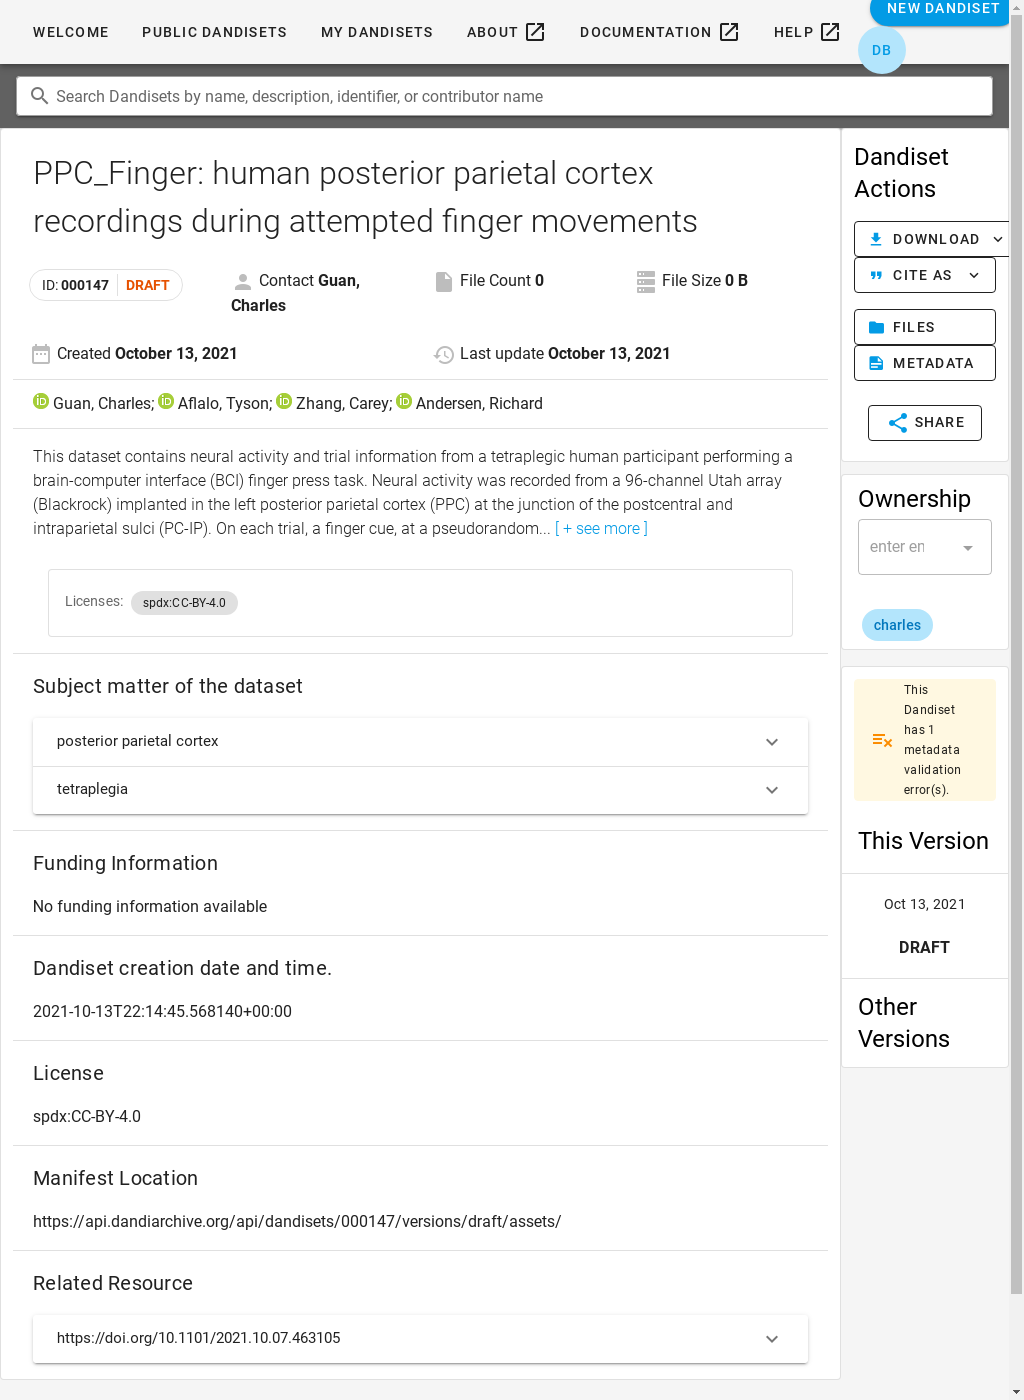 WELCOME
PUBLIC DANDISETS
MY DANDISETS
ABOUT
DOCUMENTATION
HELP
NEW DANDISET
DB
Search Dandisets by name, description, identifier, or contributor name
PPC_Finger: human posterior parietal cortex
recordings during attempted finger movements
ID: 000147 DRAFT
Contact Guan,
Charles
File Count 0
File Size 0 B
Created October 13, 2021
Last update October 13, 2021
Guan, Charles; Aflalo, Tyson; Zhang, Carey; Andersen, Richard
This dataset contains neural activity and trial information from a tetraplegic human participant performing a
brain-computer interface (BCI) finger press task. Neural activity was recorded from a 96-channel Utah array
(Blackrock) implanted in the left posterior parietal cortex (PPC) at the junction of the postcentral and
intraparietal sulci (PC-IP). On each trial, a finger cue, at a pseudorandom... [ + see more ]
Licenses: spdx:CC-BY-4.0
Subject matter of the dataset
posterior parietal cortex
tetraplegia
Funding Information
No funding information available
Dandiset creation date and time.
2021-10-13T22:14:45.568140+00:00
License
spdx:CC-BY-4.0
Manifest Location
https://api.dandiarchive.org/api/dandisets/000147/versions/draft/assets/
Related Resource
https://doi.org/10.1101/2021.10.07.463105
Dandiset
Actions
DOWNLOAD
CITE AS
FILES
METADATA
SHARE
Ownership
enter en
charles
This
Dandiset
has 1
metadata
validation
error(s).
This Version
Oct 13, 2021
DRAFT
Other
Versions